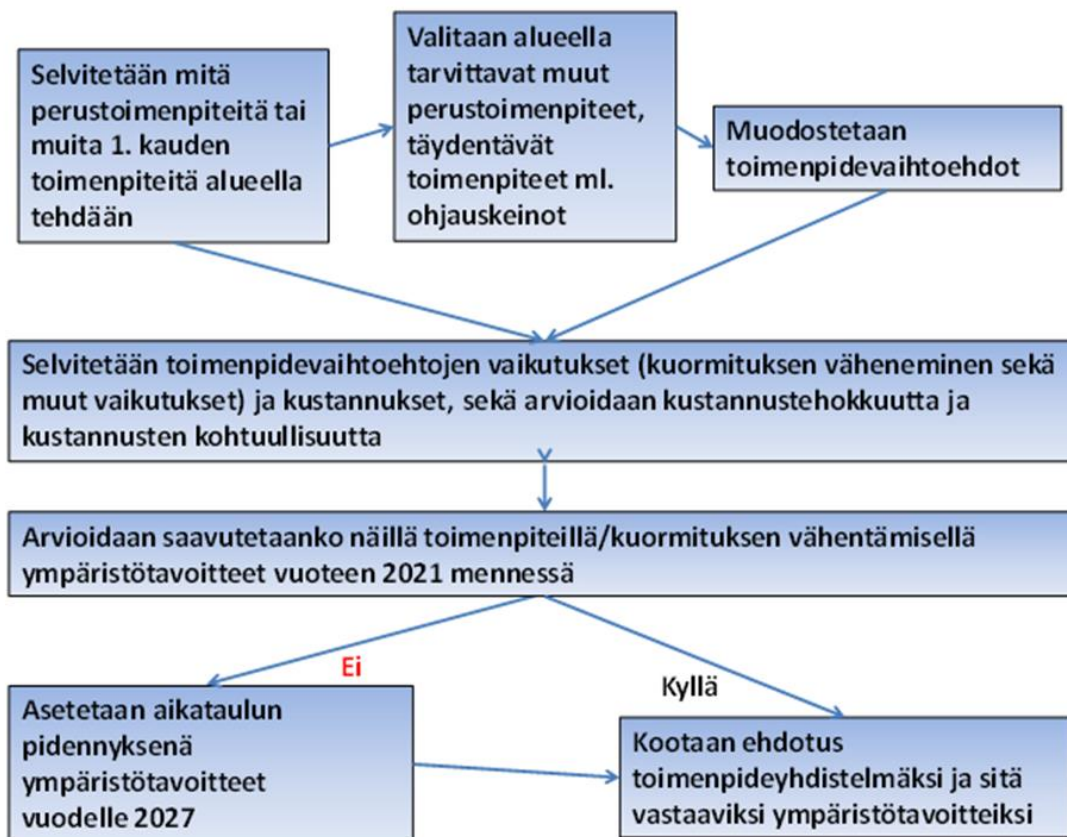 Selvitetään mitä
perustoimenpiteitä tai
muita 1. kauden
toimenpiteitä alueella
tehdään
Valitaan alueella
tarvittavat muut
perustoimenpiteet,
täydentävät
toimenpiteet ml.
ohjauskeinot
Muodostetaan
toimenpidevaihtoehdot
Selvitetään toimenpidevaihtoehtojen vaikutukset (kuormituksen väheneminen sekä
muut vaikutukset) ja kustannukset, sekä arvioidaan kustannustehokkuutta ja
kustannusten kohtuullisuutta
Arvioidaan saavutetaanko näillä toimenpiteillä/kuormituksen vähentämisellä
ympäristötavoitteet vuoteen 2021 mennessä
Ei
Kyllä
Asetetaan aikataulun
pidennyksenä
ympäristötavoitteet
vuodelle 2027
Kootaan ehdotus
toimenpideyhdistelmäksi ja sitä
vastaaviksi ympäristötavoitteiksi